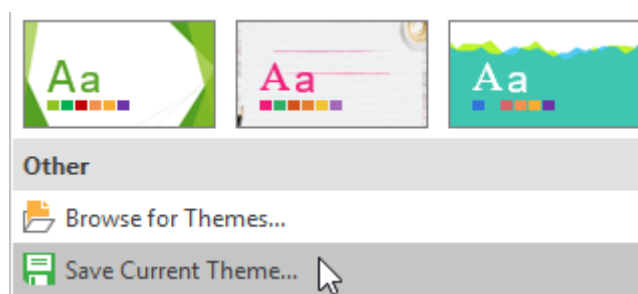 Aa Aa Aa
Other
Browse for Themes...
Save Current Theme...